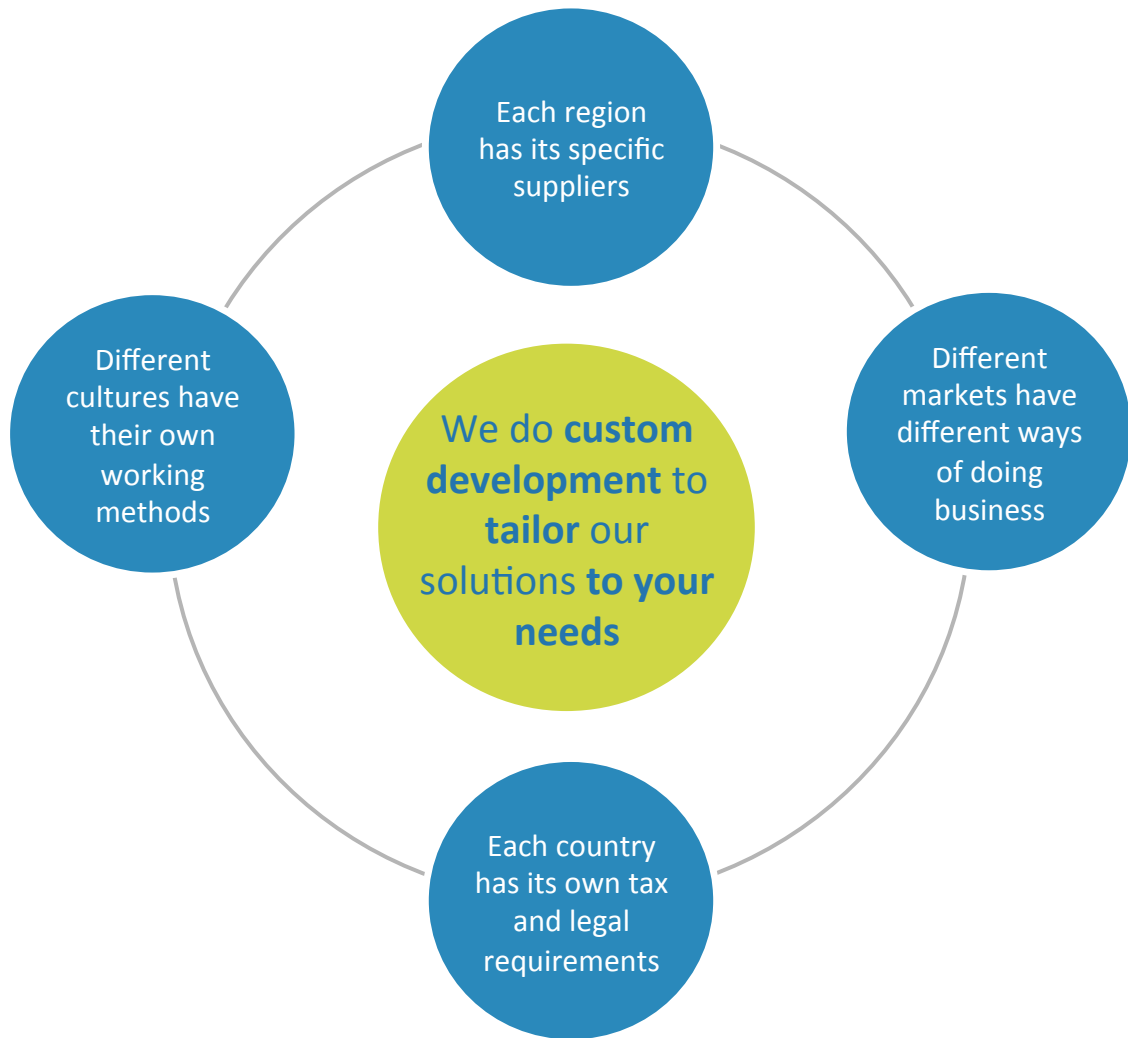 Each region
has its specific
suppliers
Different
cultures have
their own
working
methods
We do custom
development to
tailor our
solutions to your
needs
Different
markets have
different ways
of doing
business
Each country
has its own tax
and legal
requirements